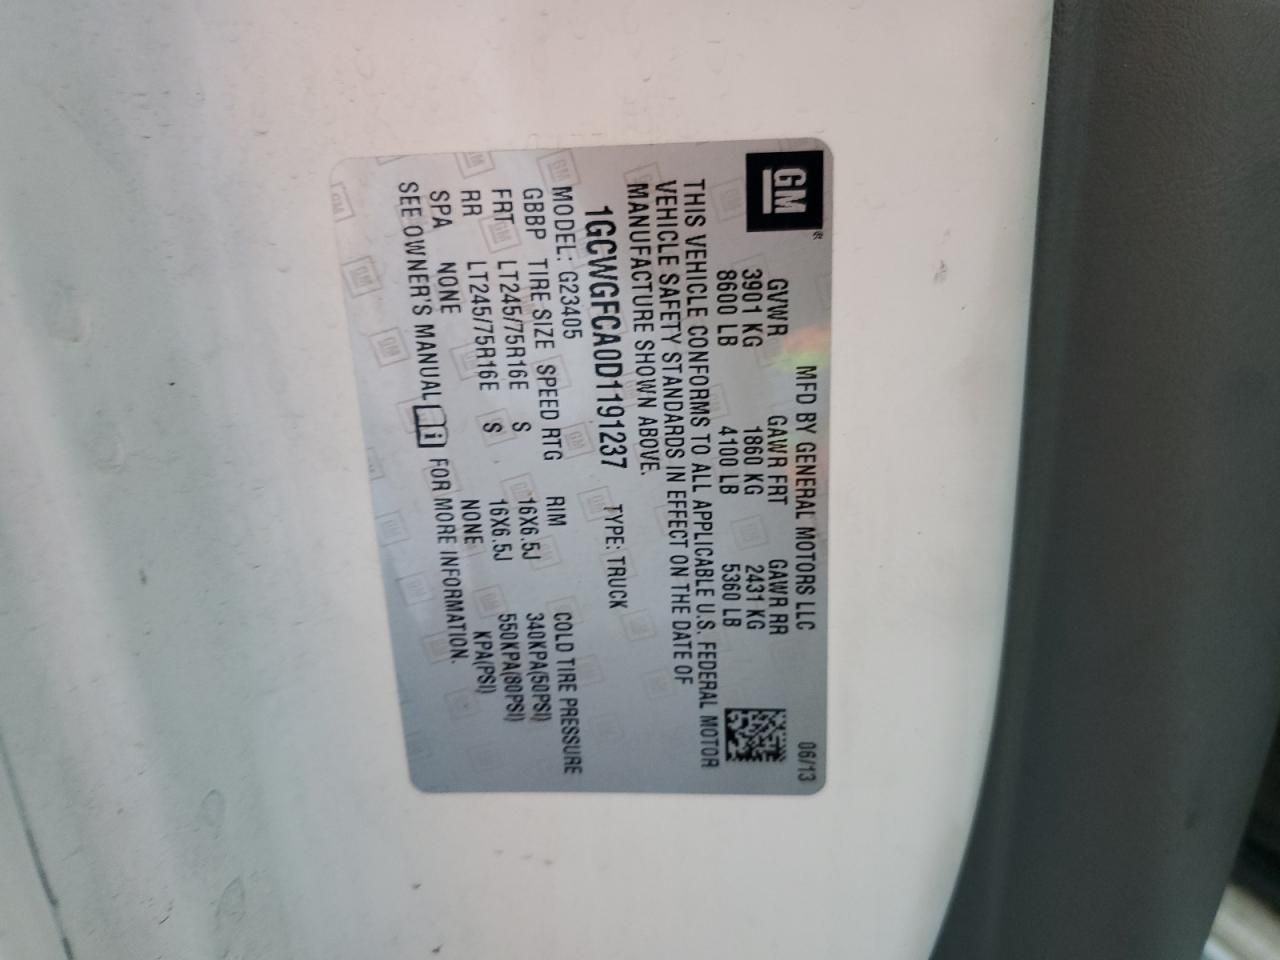 GM®
MFD BY GENERAL MOTORS LLC 06/13
GVWR GAWR FRT GAWR RR
3901 KG 1860 KG 2431 KG
8600 LB 4100 LB 5360 LB
THIS VEHICLE CONFORMS TO ALL APPLICABLE U.S. FEDERAL MOTOR
VEHICLE SAFETY STANDARDS IN EFFECT ON THE DATE OF
MANUFACTURE SHOWN ABOVE.
1GCWGFCA0D1191237 TYPE: TRUCK
MODEL: G23405
GBBP TIRE SIZE SPEED RTG RIM COLD TIRE PRESSURE
FRT LT245/75R16E S 16X6.5J 340KPA(50PSI)
RR LT245/75R16E S 16X6.5J 550KPA(80PSI)
SPA NONE NONE KPA(PSI)
SEE OWNER'S MANUAL i FOR MORE INFORMATION.